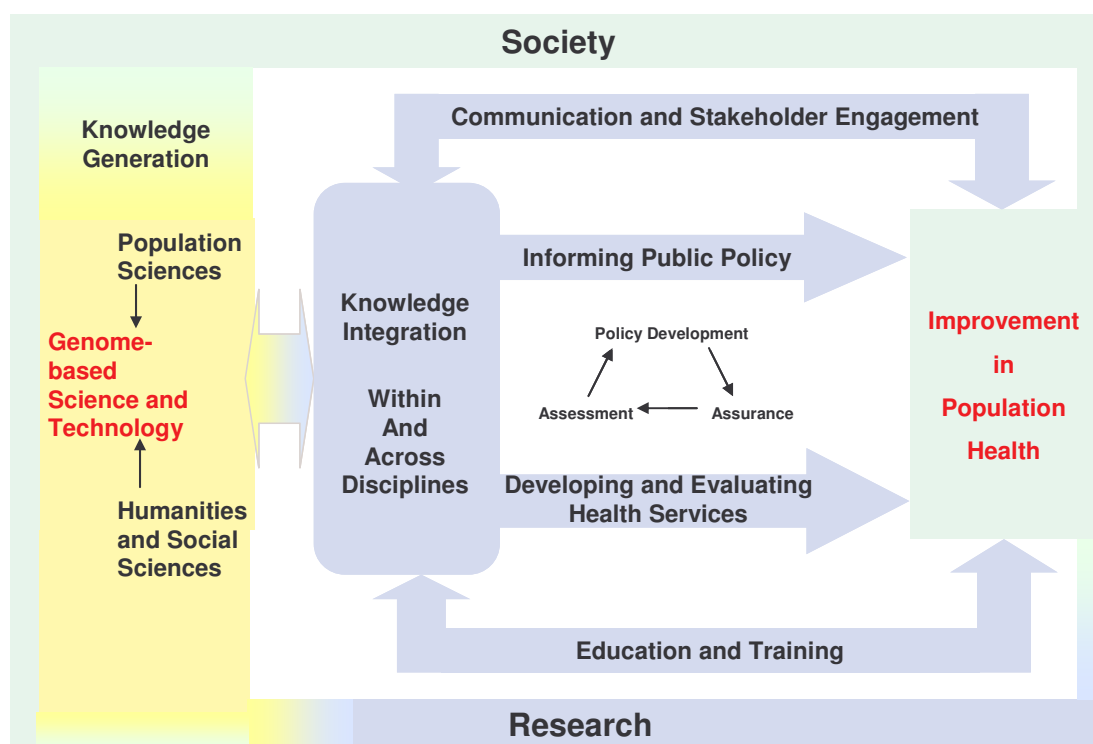 Society
Knowledge
Generation
Population
Sciences
Genome-
based
Science and
Technology
Humanities
and Social
Sciences
Communication and Stakeholder Engagement
Knowledge
Integration
Within
And
Across
Disciplines
Informing Public Policy
Policy Development
Assessment
Assurance
Developing and Evaluating
Health Services
Education and Training
Improvement
in
Population
Health
Research